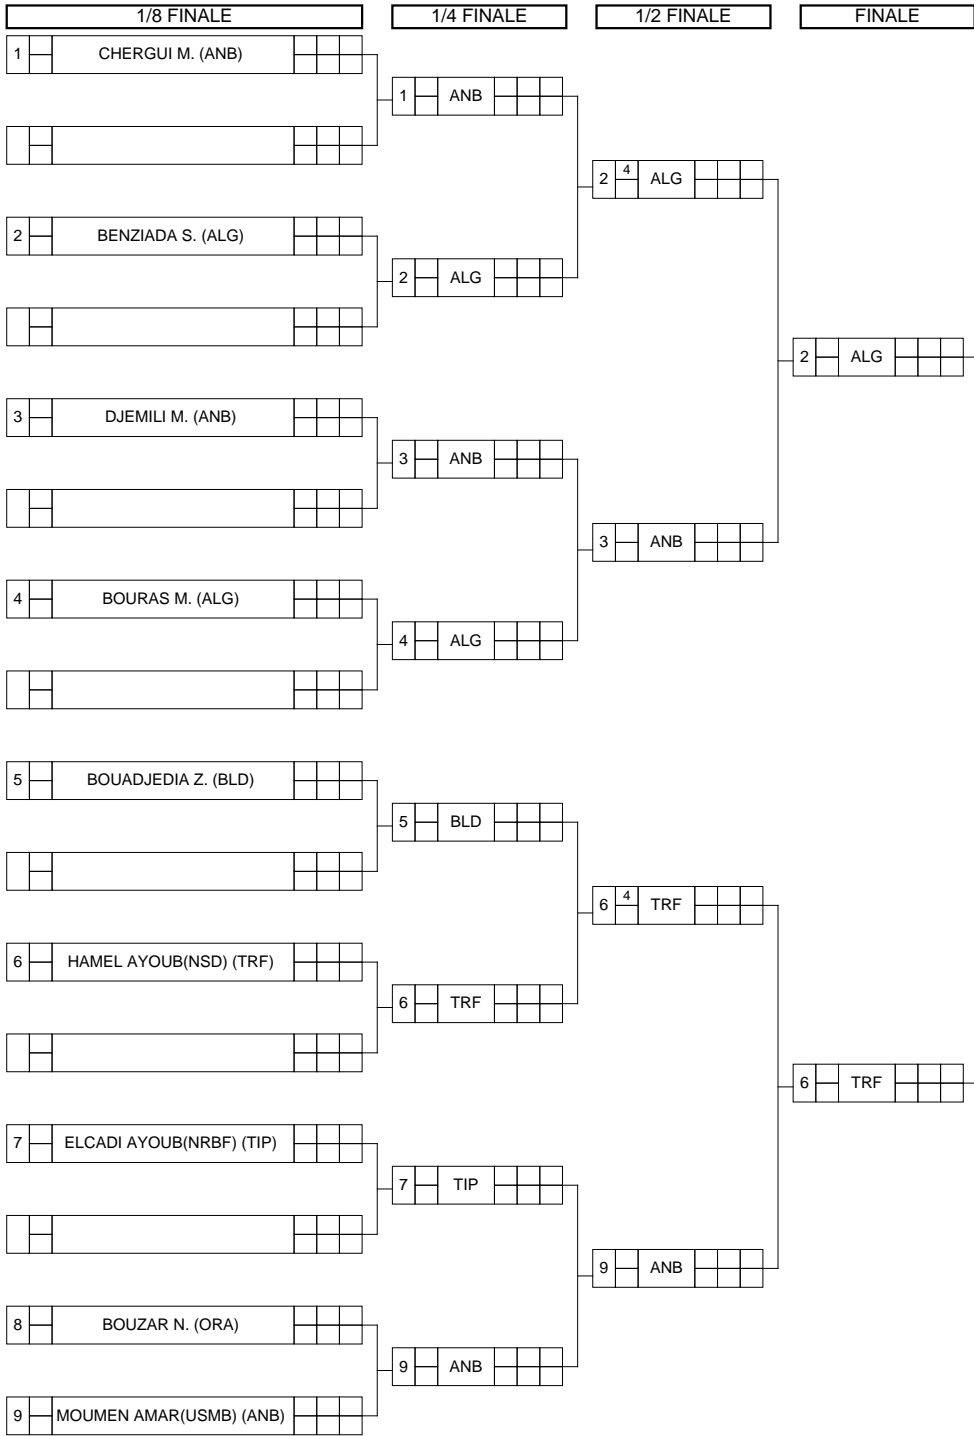 1/8 FINALE 1/4 FINALE 1/2 FINALE FINALE
1 CHERGUI M. (ANB)
1 ANB
2 4 ALG
2 BENZIADA S. (ALG)
2 ALG
2 ALG
3 DJEMILI M. (ANB)
3 ANB
3 ANB
4 BOURAS M. (ALG)
4 ALG
5 BOUADJEDIA Z. (BLD)
5 BLD
6 4 TRF
6 HAMEL AYOUB(NSD) (TRF)
6 TRF
6 TRF
7 ELCADI AYOUB(NRBF) (TIP)
7 TIP
9 ANB
8 BOUZAR N. (ORA)
9 ANB
9 MOUMEN AMAR(USMB) (ANB)